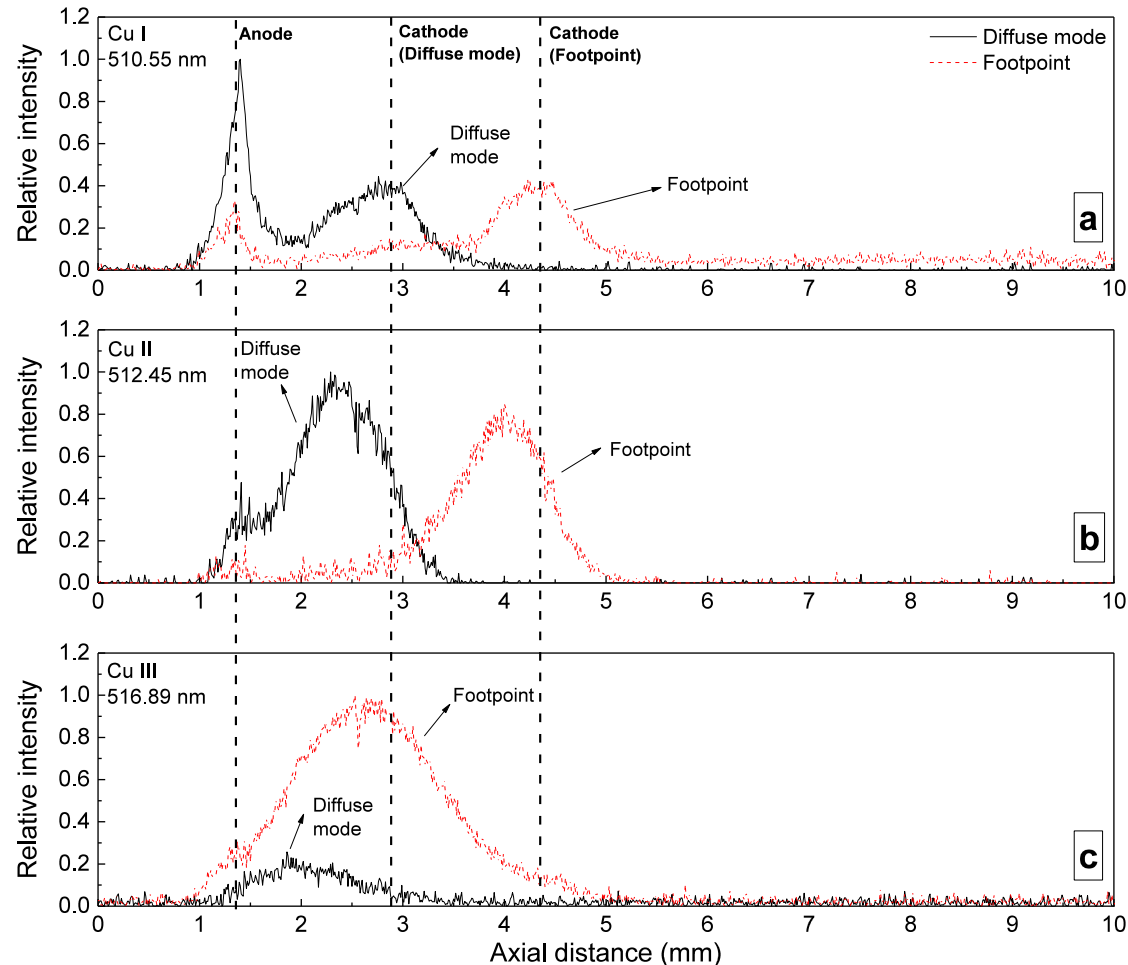 Relative intensity
1.2
1.0
0.8
0.6
0.4
0.2
0.0
Cu I
510.55 nm
Anode
Cathode
(Diffuse mode)
Cathode
(Footpoint)
Diffuse mode
Footpoint
Diffuse
mode
Footpoint
a
0 1 2 3 4 5 6 7 8 9 10
Relative intensity
1.2
1.0
0.8
0.6
0.4
0.2
0.0
Cu II
512.45 nm
Diffuse
mode
Footpoint
b
0 1 2 3 4 5 6 7 8 9 10
Relative intensity
1.2
1.0
0.8
0.6
0.4
0.2
0.0
Cu III
516.89 nm
Footpoint
Diffuse
mode
c
0 1 2 3 4 5 6 7 8 9 10
Axial distance (mm)